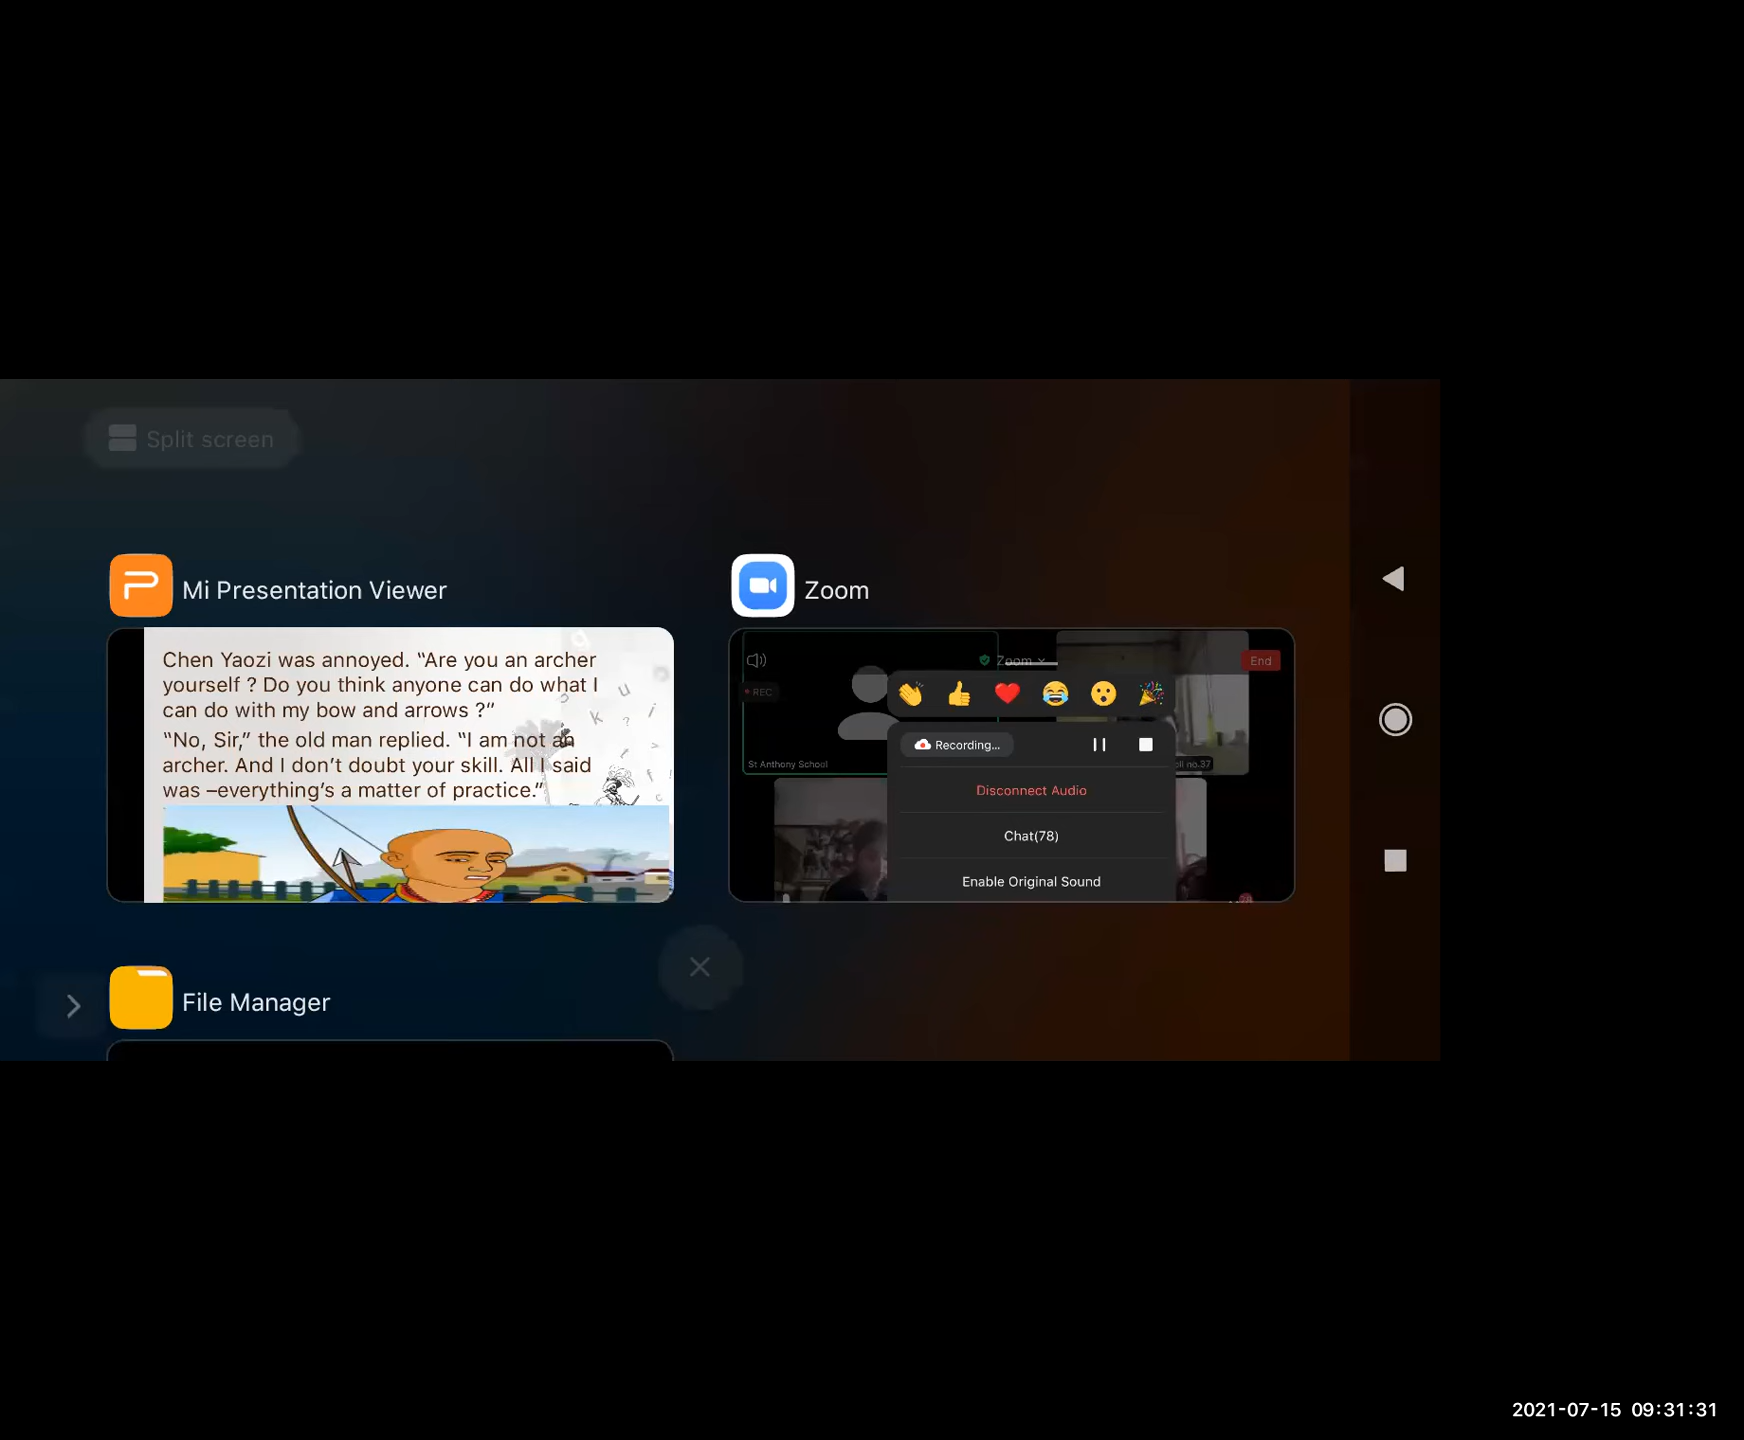 Split screen
Mi Presentation Viewer
Zoom
Chen Yaozi was annoyed. “Are you an archer
yourself ? Do you think anyone can do what I
can do with my bow and arrows ?”
“No, Sir,” the old man replied. “I am not an
archer. And I don’t doubt your skill. All I said
was –everything’s a matter of practice.”
Zoom
End
REC
St Anthony School
no.37
Recording...
Disconnect Audio
Chat(78)
Enable Original Sound
File Manager
2021-07-15 09:31:31